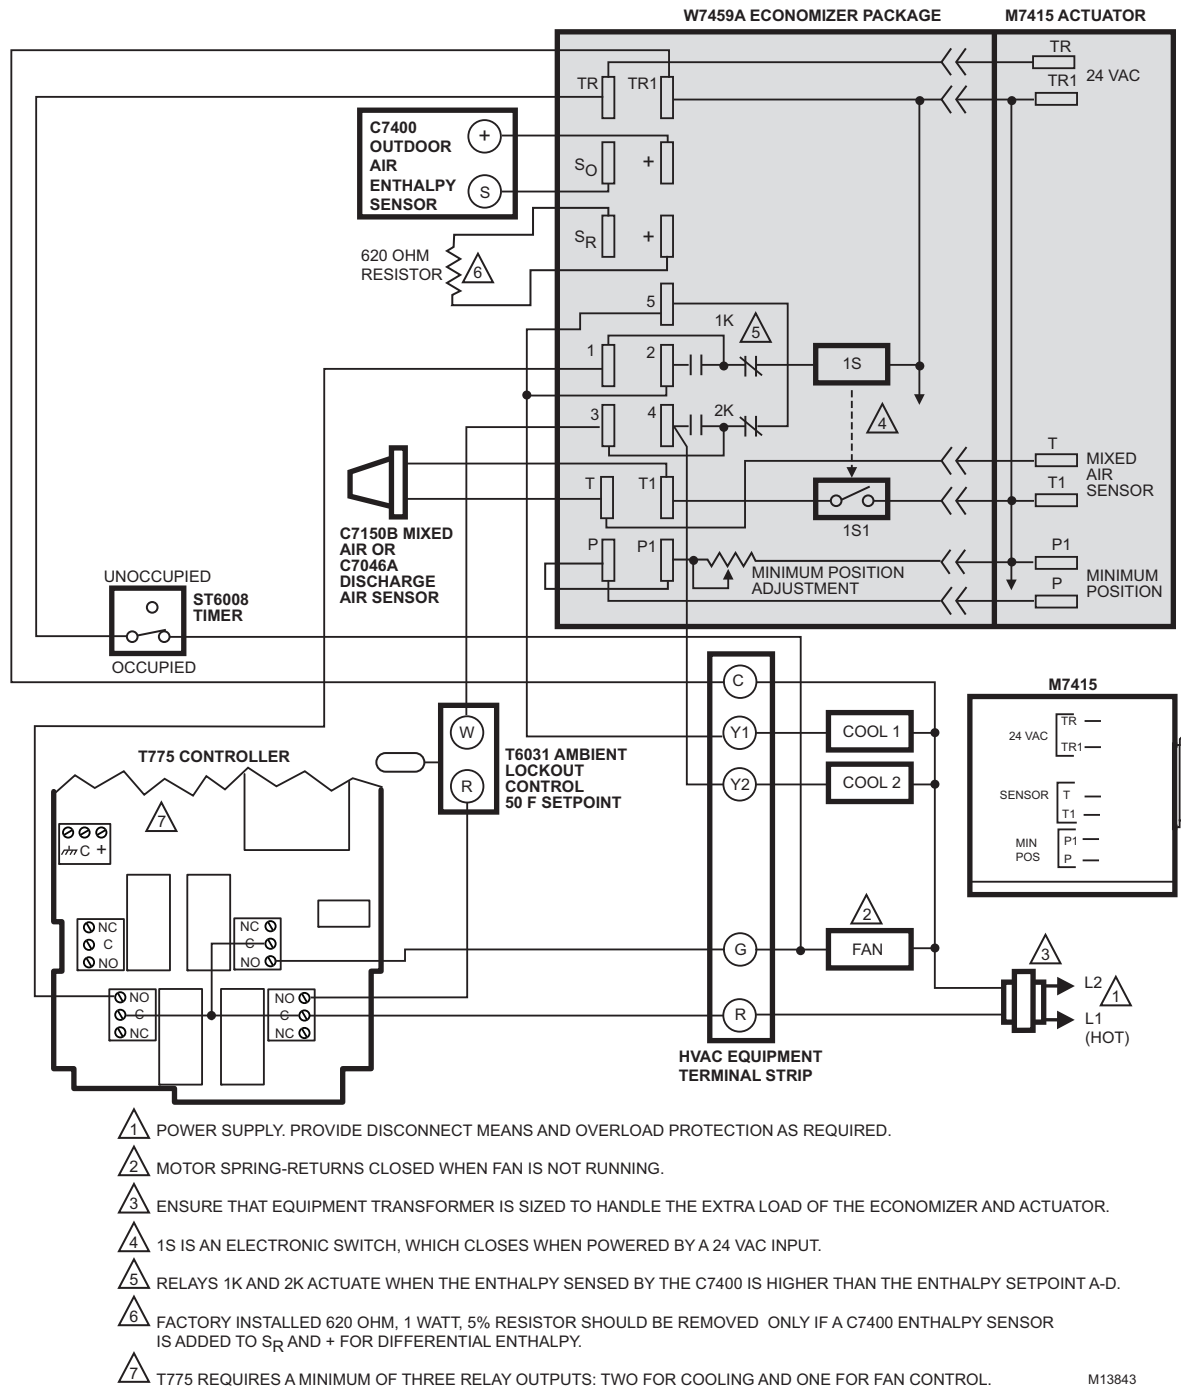 W7459A ECONOMIZER PACKAGE
M7415 ACTUATOR
TR
24 VAC
TR1
TR
TR1
C7400
OUTDOOR
AIR
ENTHALPY
SENSOR
+
S
SO
+
SR
+
620 OHM
RESISTOR
6
5
1K
5
1
2
1S
3
4
2K
4
T
T1
1S1
T
T1
MIXED
AIR
SENSOR
C7150B MIXED
AIR OR
C7046A
DISCHARGE
AIR SENSOR
P
P1
MINIMUM POSITION
ADJUSTMENT
P1
P
MINIMUM
POSITION
UNOCCUPIED
ST6008
TIMER
OCCUPIED
C
Y1
Y2
G
R
COOL 1
COOL 2
2
FAN
HVAC EQUIPMENT
TERMINAL STRIP
W
R
T6031 AMBIENT
LOCKOUT
CONTROL
50 F SETPOINT
M7415
24 VAC
TR
TR1
SENSOR
T
T1
MIN
POS
P1
P
3
L2
1
L1
(HOT)
T775 CONTROLLER
7
C +
NC
C
NO
NC
C
NO
NO
C
NC
NO
C
NC
1 POWER SUPPLY. PROVIDE DISCONNECT MEANS AND OVERLOAD PROTECTION AS REQUIRED.
2 MOTOR SPRING-RETURNS CLOSED WHEN FAN IS NOT RUNNING.
3 ENSURE THAT EQUIPMENT TRANSFORMER IS SIZED TO HANDLE THE EXTRA LOAD OF THE ECONOMIZER AND ACTUATOR.
4 1S IS AN ELECTRONIC SWITCH, WHICH CLOSES WHEN POWERED BY A 24 VAC INPUT.
5 RELAYS 1K AND 2K ACTUATE WHEN THE ENTHALPY SENSED BY THE C7400 IS HIGHER THAN THE ENTHALPY SETPOINT A-D.
6 FACTORY INSTALLED 620 OHM, 1 WATT, 5% RESISTOR SHOULD BE REMOVED ONLY IF A C7400 ENTHALPY SENSOR
IS ADDED TO SR AND + FOR DIFFERENTIAL ENTHALPY.
7 T775 REQUIRES A MINIMUM OF THREE RELAY OUTPUTS: TWO FOR COOLING AND ONE FOR FAN CONTROL.
M13843